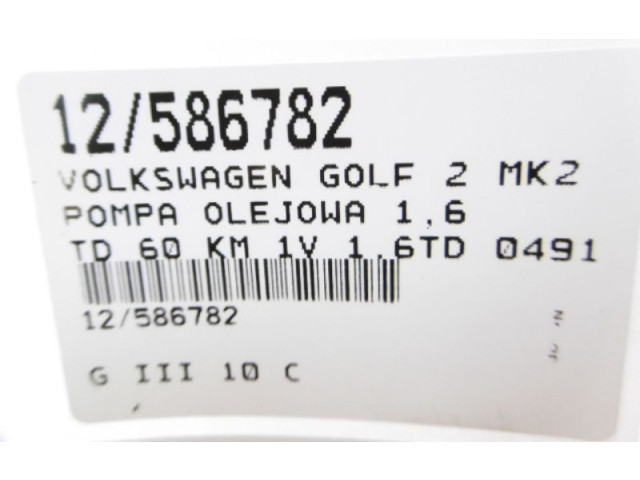 12/586782
VOLKSWAGEN GOLF 2 MK2
POMPA OLEJOWA 1,6
TD 60 KM 1V 1.6TD 0491
12/586782
G III 10 C